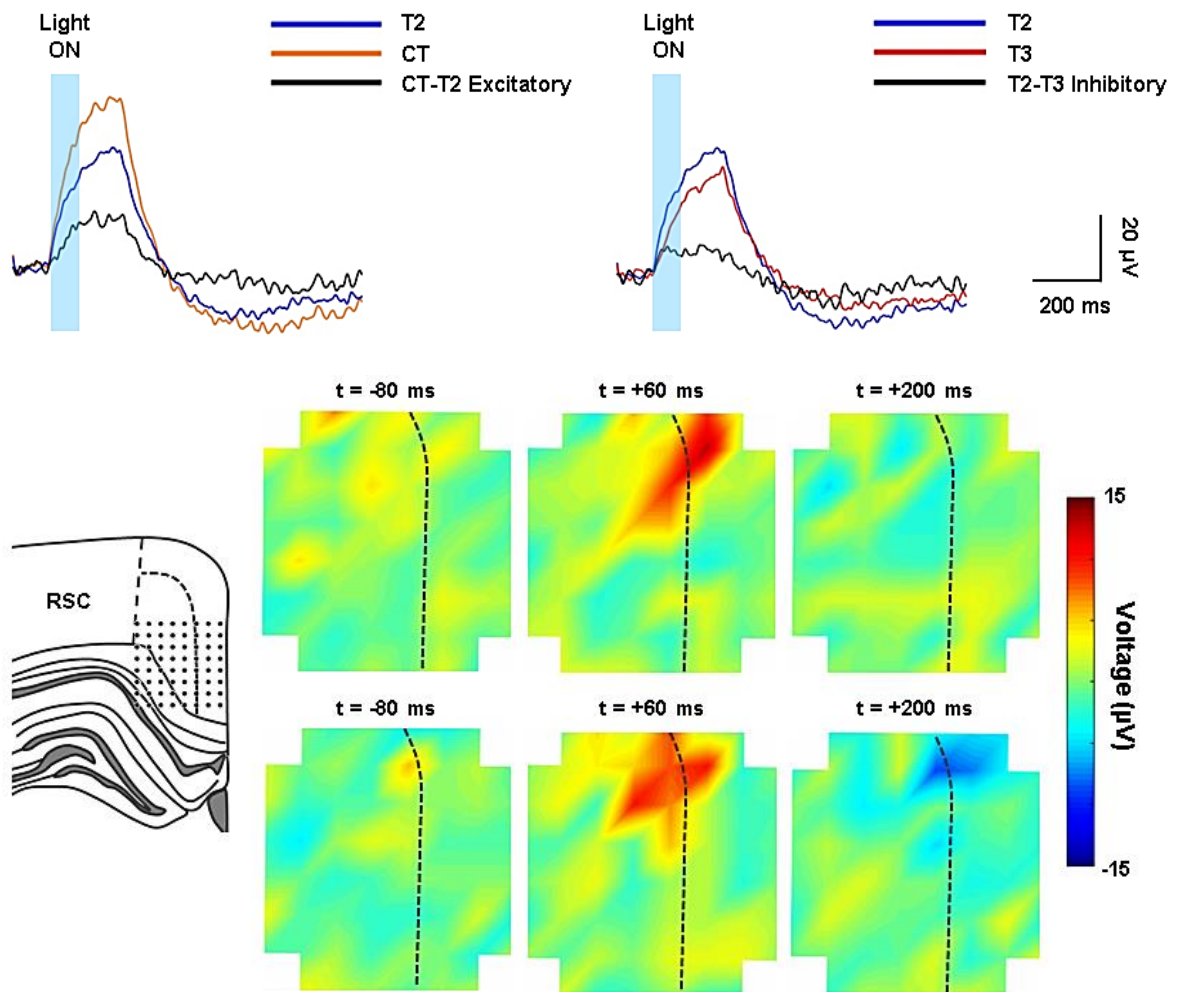 Light
ON
T2
CT
CT-T2 Excitatory
Light
ON
T2
T3
T2-T3 Inhibitory
20 µV
200 ms
t = -80 ms
t = +60 ms
t = +200 ms
RSC
15
Voltage (µV)
-15
t = -80 ms
t = +60 ms
t = +200 ms